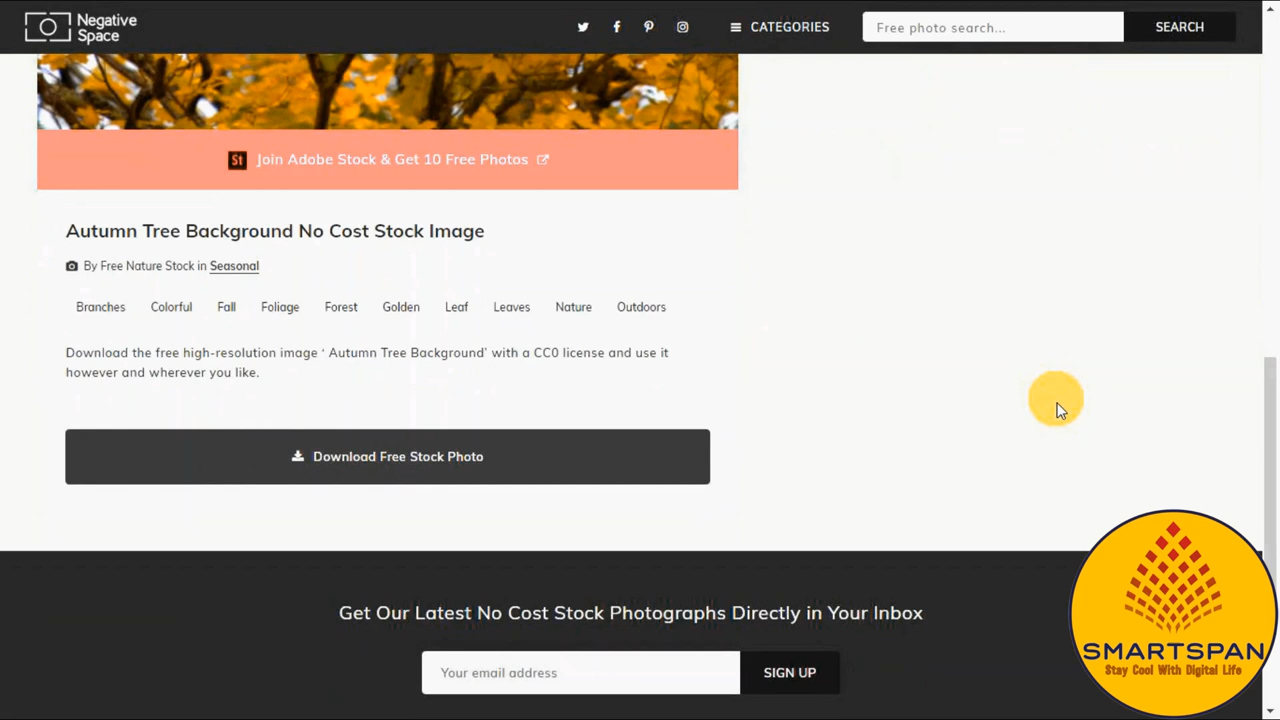 Negative
Space
CATEGORIES
Free photo search...
SEARCH
St Join Adobe Stock & Get 10 Free Photos
Autumn Tree Background No Cost Stock Image
By Free Nature Stock in Seasonal
Branches Colorful Fall Foliage Forest Golden Leaf Leaves Nature Outdoors
Download the free high-resolution image ‘ Autumn Tree Background’ with a CC0 license and use it
however and wherever you like.
Download Free Stock Photo
Get Our Latest No Cost Stock Photographs Directly in Your Inbox
Your email address
SIGN UP
SMARTSPAN
Stay Cool With Digital Life